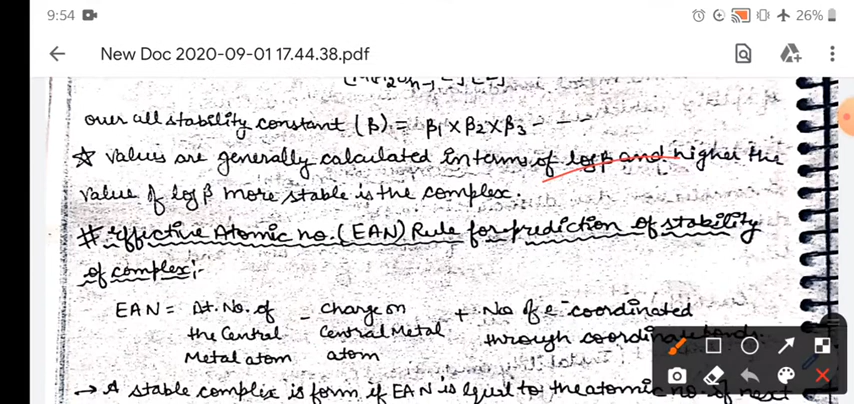 9:54
26%
New Doc 2020-09-01 17.44.38.pdf
over all stability constant (β) = β1 × β2 × β3 - - -
☆ values are generally calculated in terms of log β and higher the
value of log β more stable is the complex.
# Effective Atomic no. (EAN) Rule for prediction of stability
of complex:-
EAN = At. No. of the Central Metal atom - charge on Central Metal atom + No of e⁻ coordinated through coordinate bonds.
→ A stable complex is form if EAN is equal to the atomic no. of next